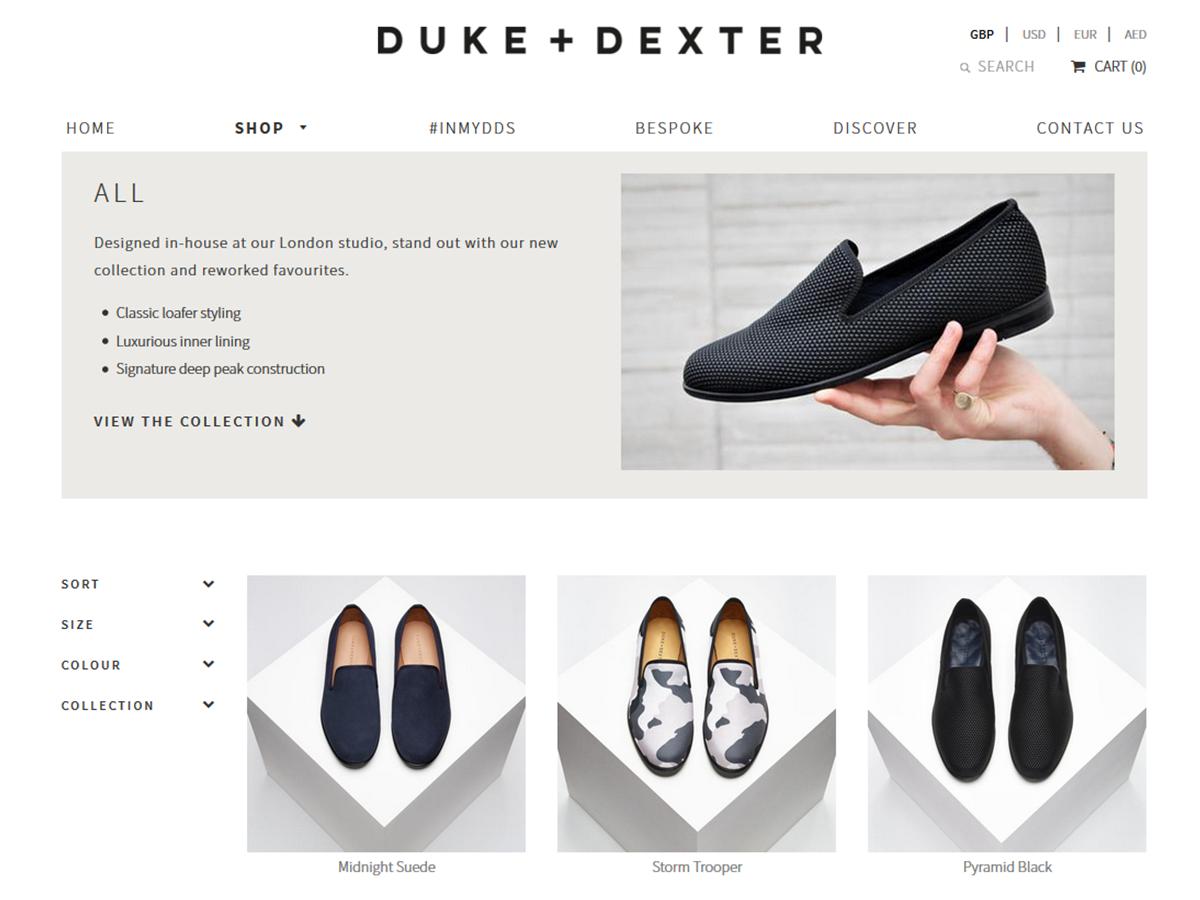 DUKE + DEXTER
GBP | USD | EUR | AED
SEARCH CART (0)
HOME SHOP #INMYDDS BESPOKE DISCOVER CONTACT US
ALL
Designed in-house at our London studio, stand out with our new
collection and reworked favourites.
• Classic loafer styling
• Luxurious inner lining
• Signature deep peak construction
VIEW THE COLLECTION
SORT
SIZE
COLOUR
COLLECTION
Midnight Suede
Storm Trooper
Pyramid Black